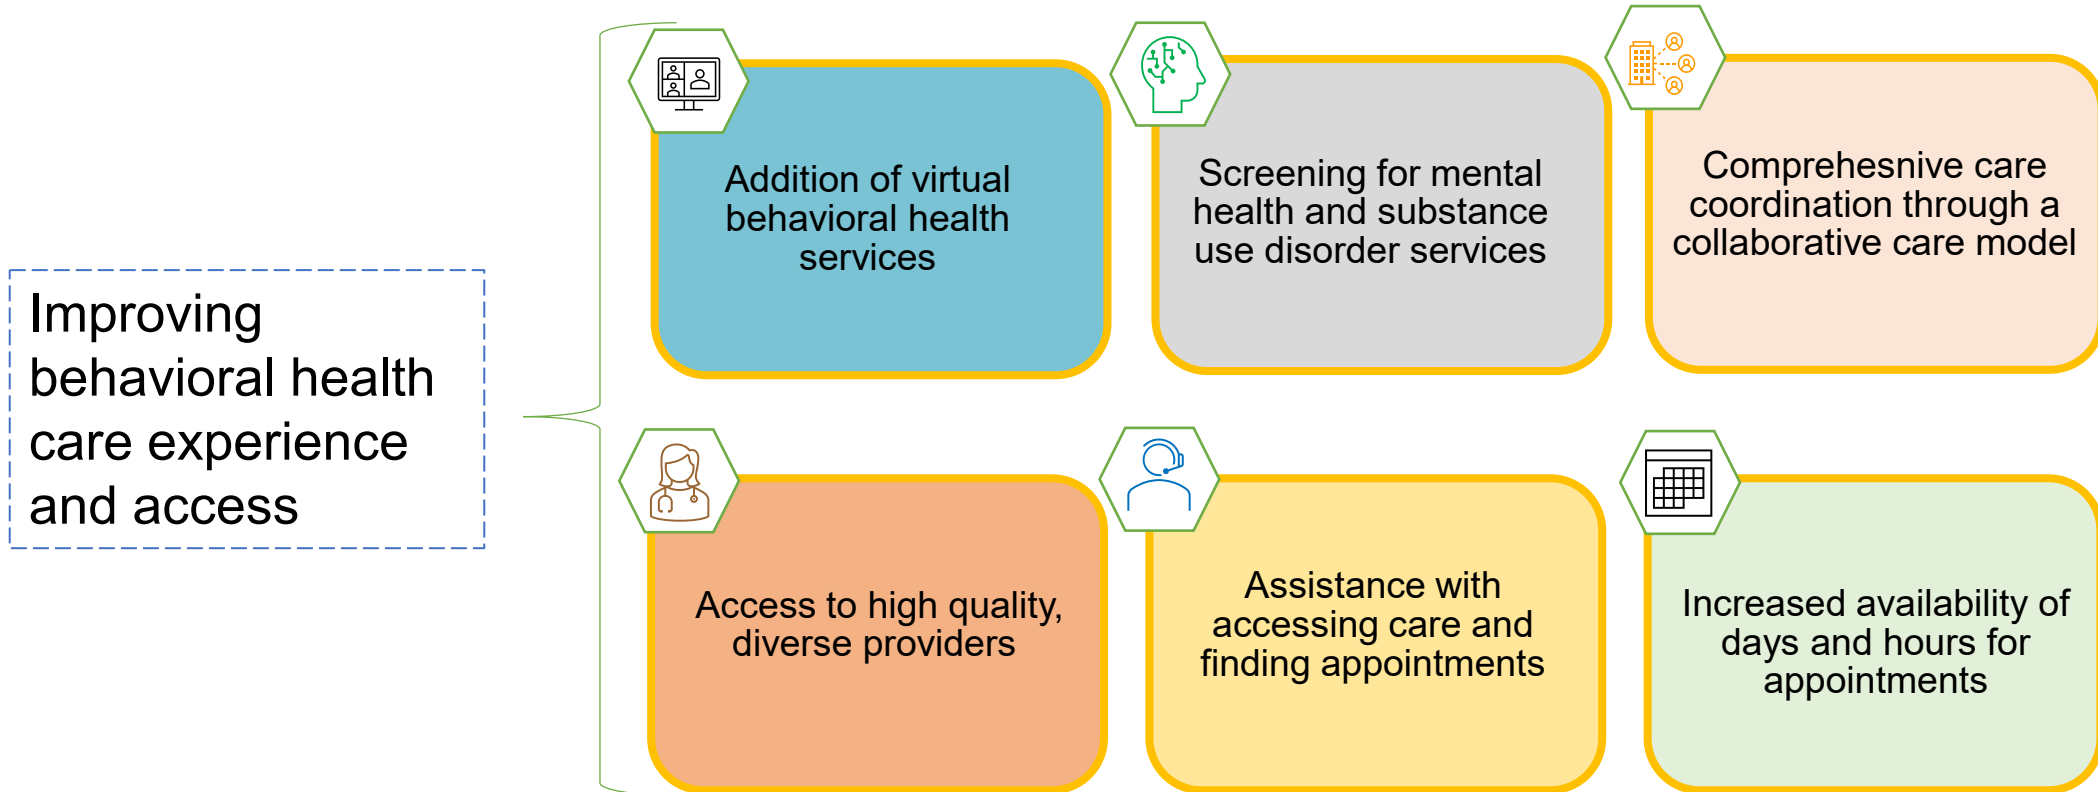 Improving
behavioral health
care experience
and access
Addition of virtual
behavioral health
services
Screening for mental
health and substance
use disorder services
Comprehesnive care
coordination through a
collaborative care model
Access to high quality,
diverse providers
Assistance with
accessing care and
finding appointments
Increased availability of
days and hours for
appointments